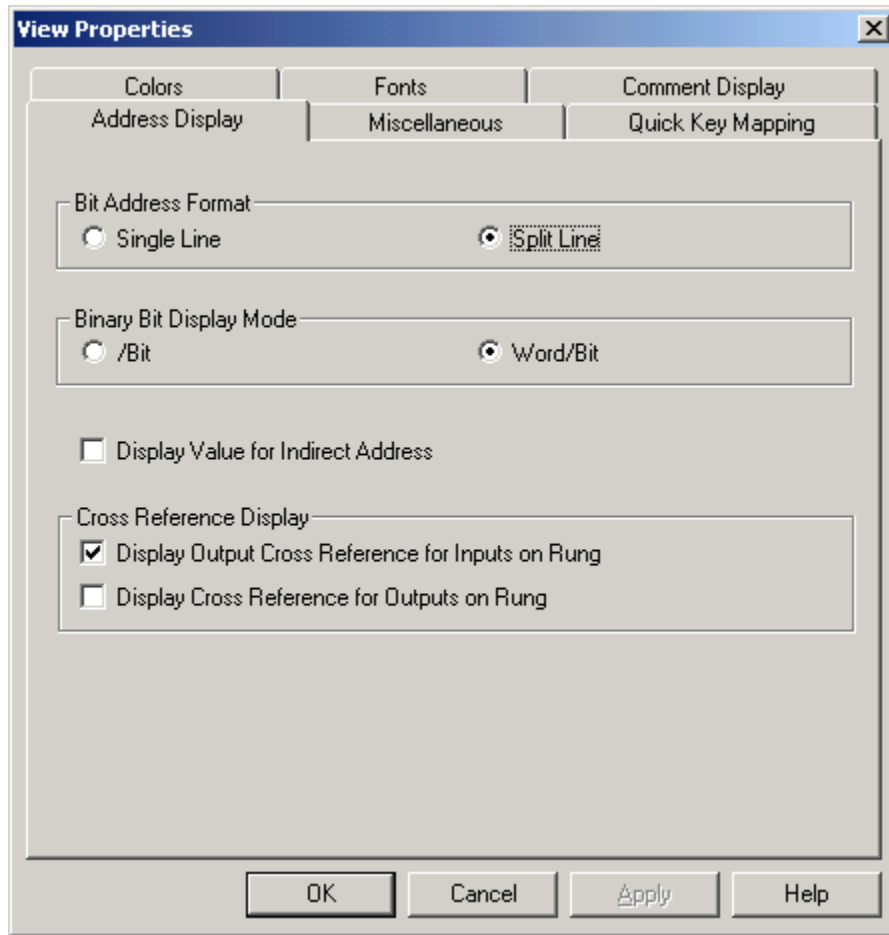 View Properties
Colors Fonts Comment Display
Address Display Miscellaneous Quick Key Mapping
Bit Address Format
Single Line Split Line
Binary Bit Display Mode
/Bit Word/Bit
Display Value for Indirect Address
Cross Reference Display
Display Output Cross Reference for Inputs on Rung
Display Cross Reference for Outputs on Rung
OK Cancel Apply Help